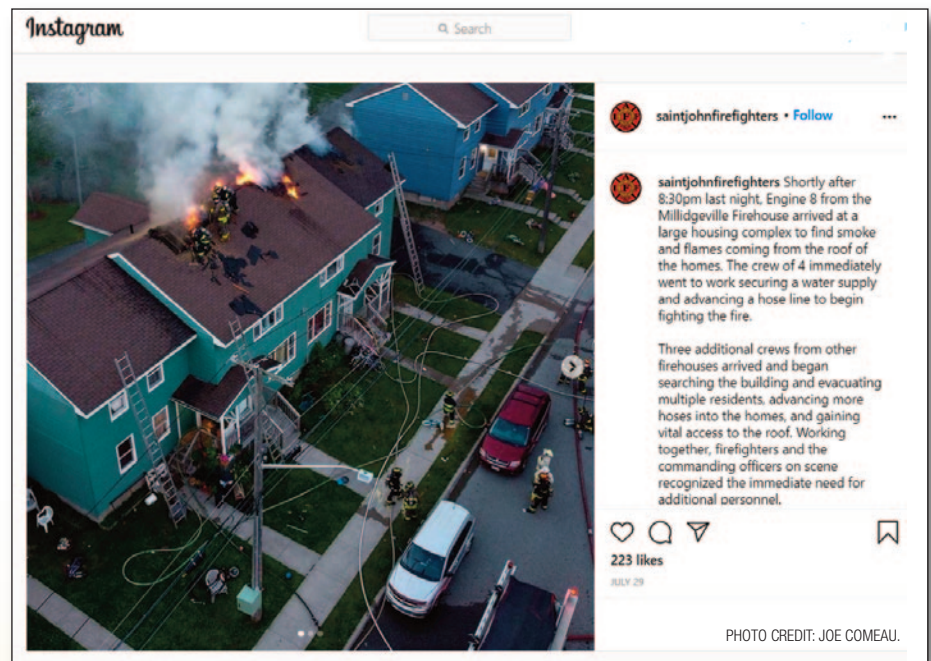 Instagram
Search
saintjohnfirefighters • Follow
saintjohnfirefighters Shortly after
8:30pm last night, Engine 8 from the
Millidgeville Firehouse arrived at a
large housing complex to find smoke
and flames coming from the roof of
the homes. The crew of 4 immediately
went to work securing a water supply
and advancing a hose line to begin
fighting the fire.
Three additional crews from other
firehouses arrived and began
searching the building and evacuating
multiple residents, advancing more
hoses into the homes, and gaining
vital access to the roof. Working
together, firefighters and the
commanding officers on scene
recognized the immediate need for
additional personnel.
223 likes
JULY 29
PHOTO CREDIT: JOE COMEAU.